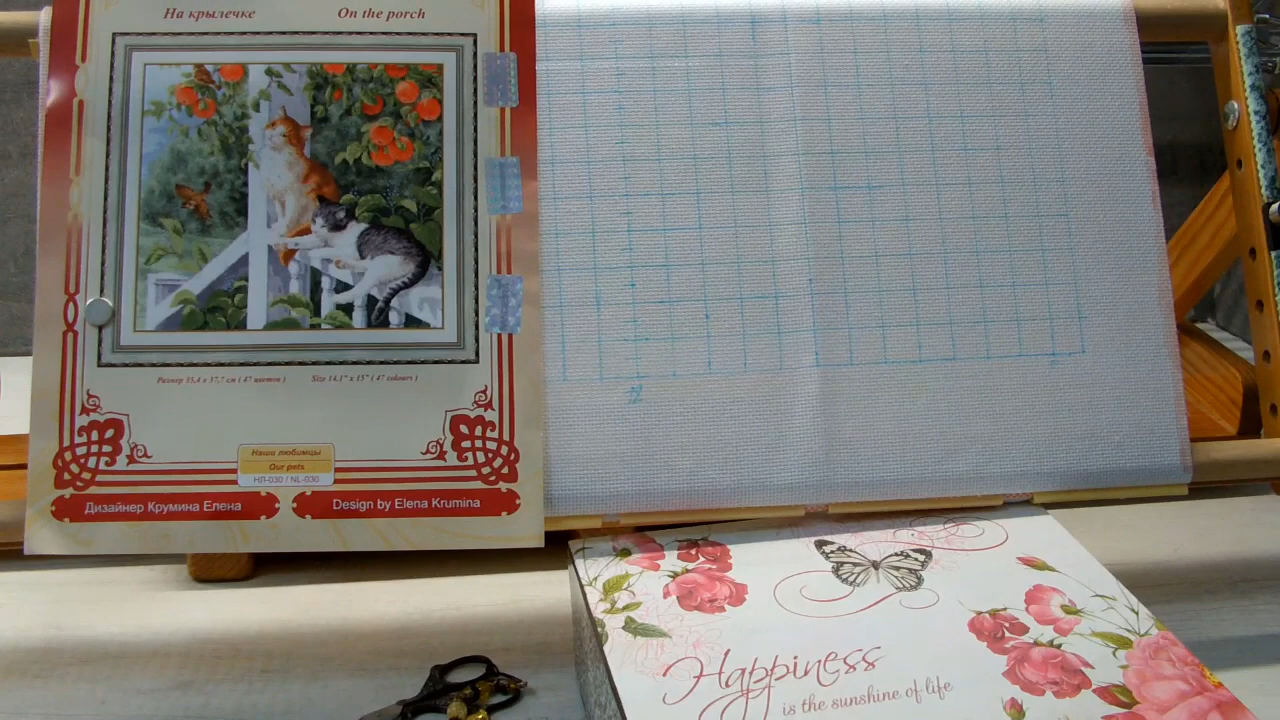 На крылечке
On the porch
Размер 35,4 x 37,7 см ( 47 цветов )
Size 14,1" x 15" ( 47 colours )
Наши любимцы
Our pets
НЛ-030 / NL-030
Дизайнер Крумина Елена
Design by Elena Krumina
Happiness
is the sunshine of life